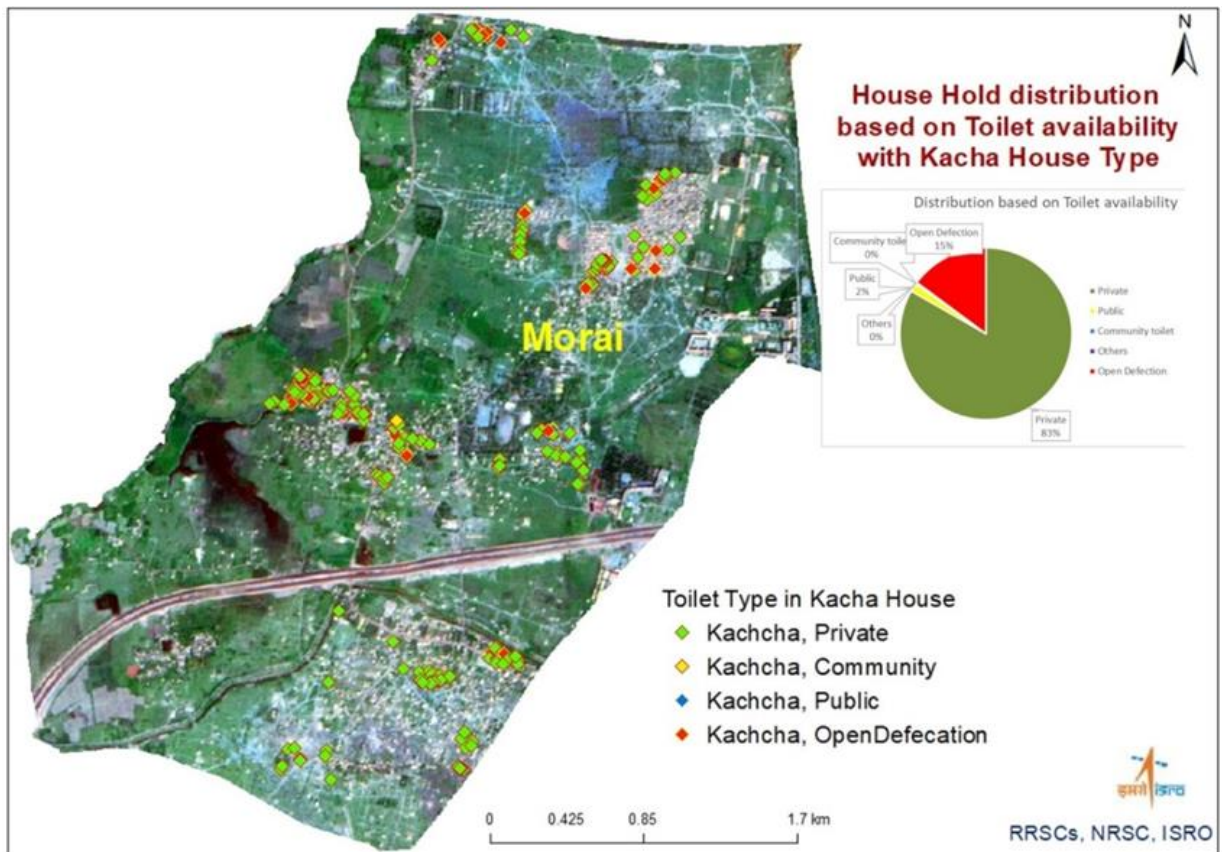 N
House Hold distribution
based on Toilet availability
with Kacha House Type
Distribution based on Toilet availability
Open Defection
15%
Community toile
0%
Public
2%
Others
0%
Private
83%
Private
Public
Community toilet
Others
Open Defection
Morai
Toilet Type in Kacha House
Kachcha, Private
Kachcha, Community
Kachcha, Public
Kachcha, OpenDefecation
0 0.425 0.85 1.7 km
इसरो isro
RRSCs, NRSC, ISRO